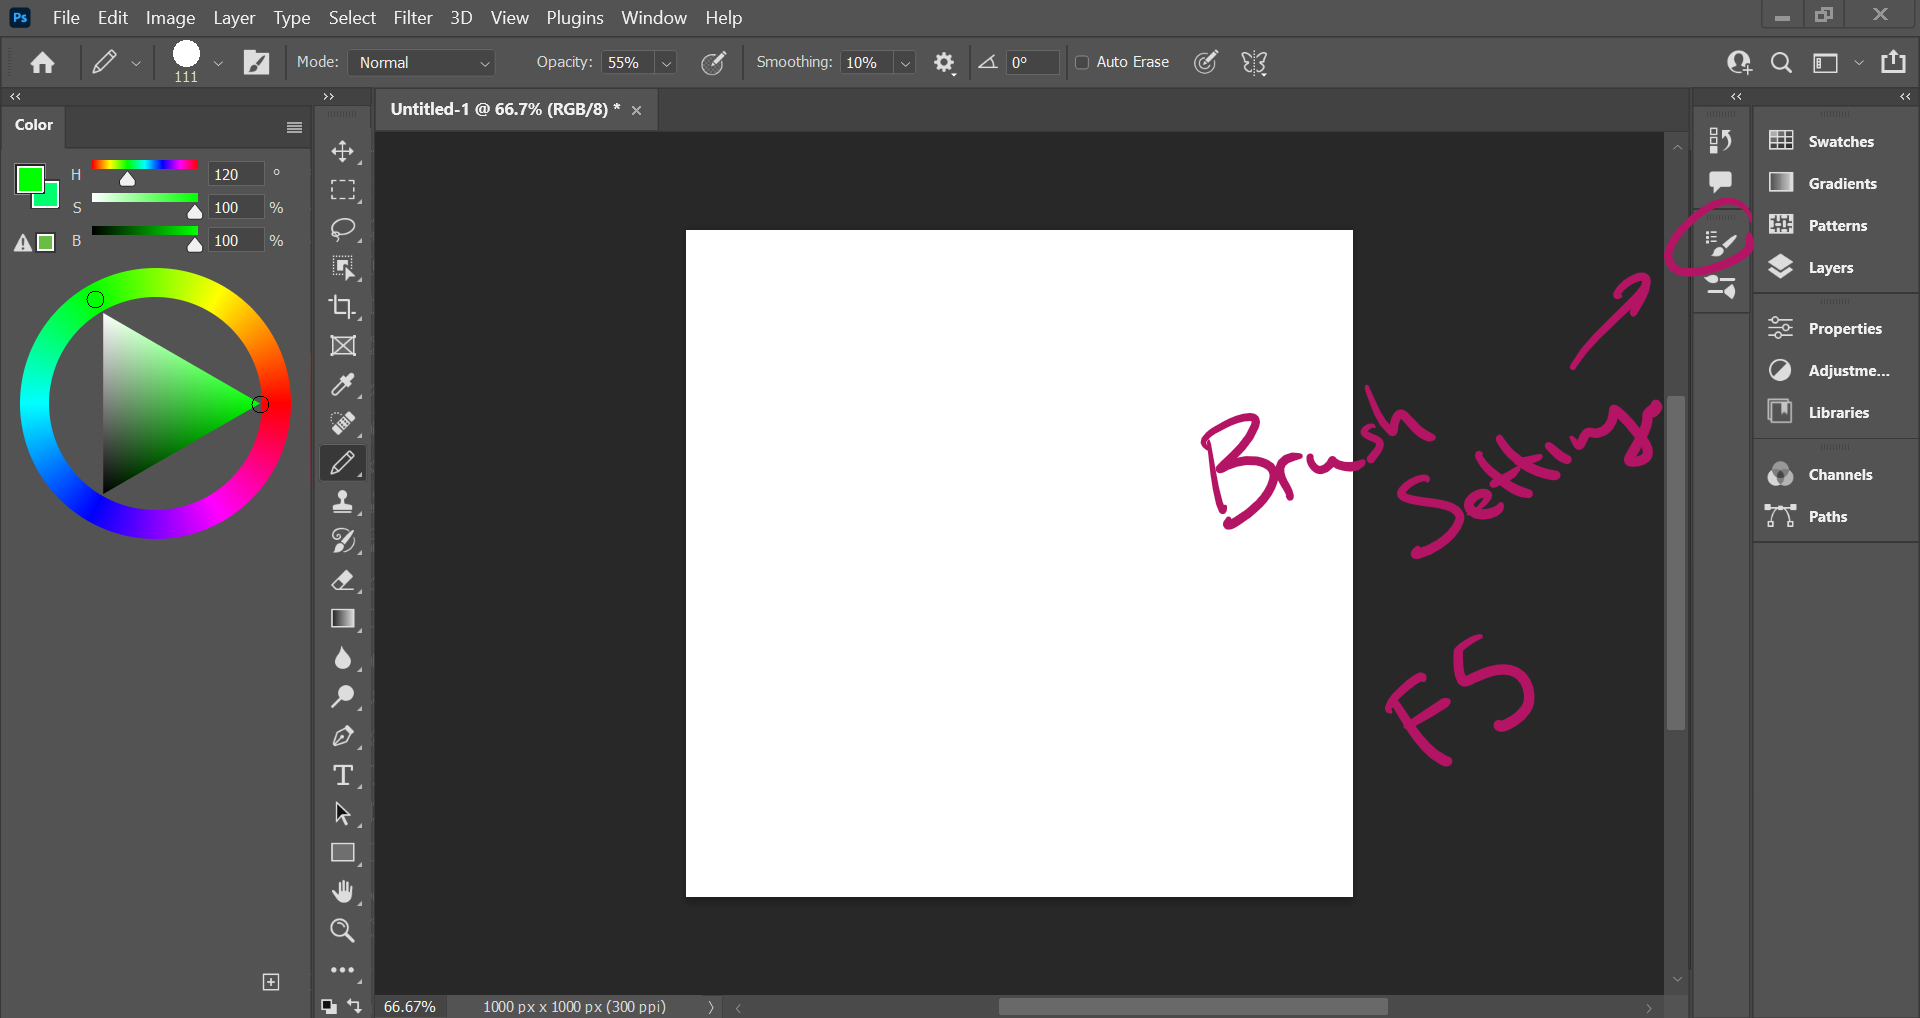 Ps File Edit Image Layer Type Select Filter 3D View Plugins Window Help
111 Mode: Normal Opacity: 55% Smoothing: 10% 0° Auto Erase
Color
Untitled-1 @ 66.7% (RGB/8) *
H 120 °
S 100 %
B 100 %
Swatches
Gradients
Patterns
Layers
Properties
Adjustme...
Libraries
Channels
Paths
Brush
Settings
F5
66.67% 1000 px x 1000 px (300 ppi)